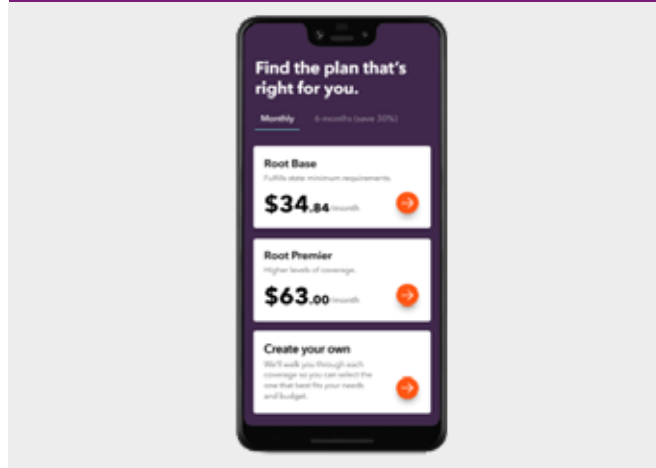 Find the plan that's
right for you.
Monthly 6 months (save 30%)
Root Base
Fulfills state minimum requirements.
$34.84/month
Root Premier
Higher levels of coverage.
$63.00/month
Create your own
We'll walk you through each
coverage so you can select the
one that best fits your needs
and budget.